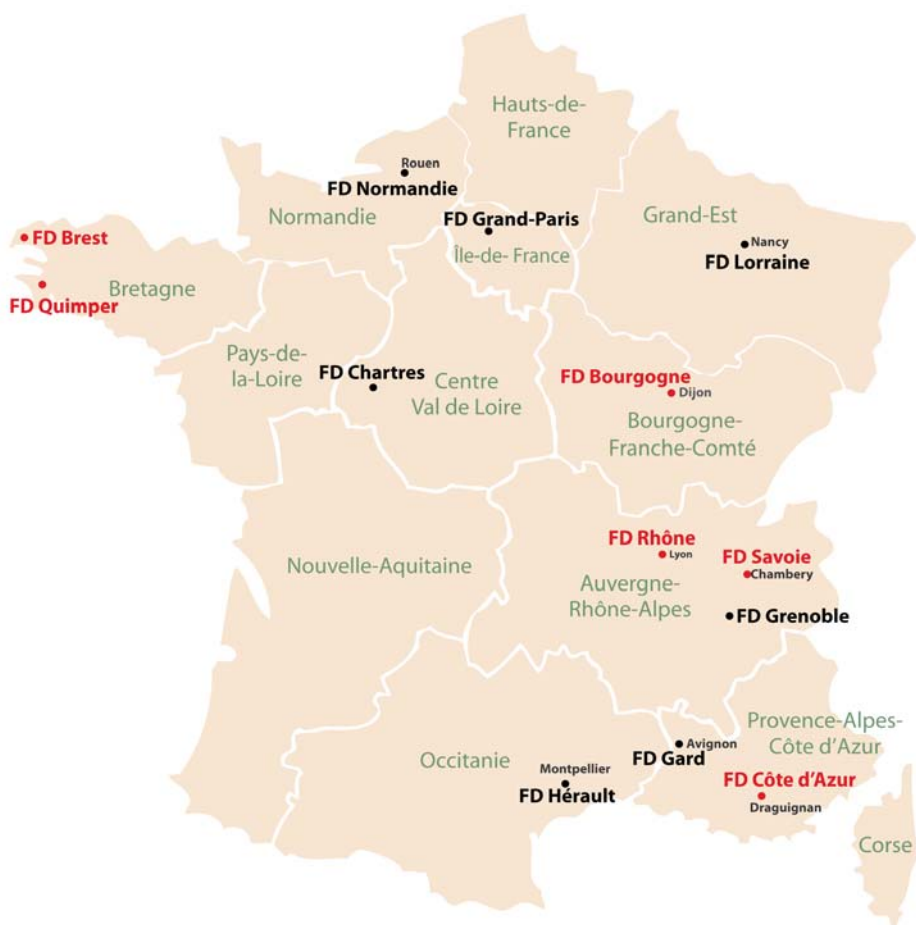 Hauts-de-
France
Rouen
FD Normandie
Normandie
FD Grand-Paris
Île-de- France
Grand-Est
Nancy
FD Lorraine
FD Brest
Bretagne
FD Quimper
Pays-de-
la-Loire
FD Chartres
Centre
Val de Loire
FD Bourgogne
Dijon
Bourgogne-
Franche-Comté
Nouvelle-Aquitaine
FD Rhône
Lyon
FD Savoie
Chambery
Auvergne-
Rhône-Alpes
FD Grenoble
Provence-Alpes-
Côte d’Azur
Occitanie
Avignon
FD Gard
Montpellier
FD Hérault
FD Côte d’Azur
Draguignan
Corse